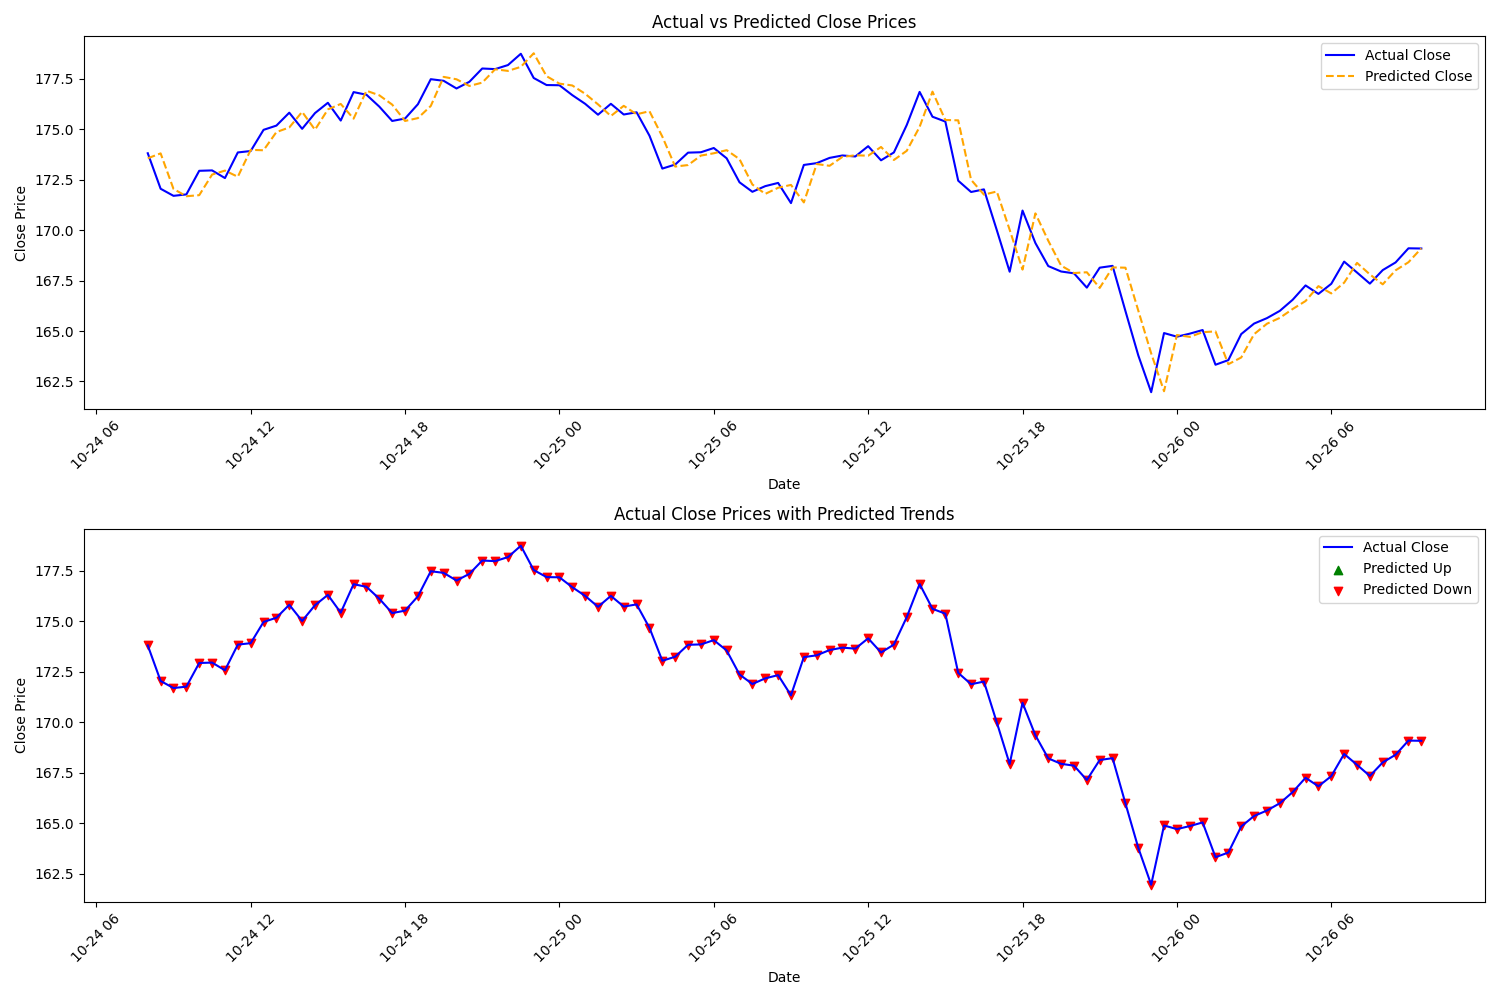 Actual vs Predicted Close Prices
Actual Close
Predicted Close
177.5
175.0
172.5
170.0
167.5
165.0
162.5
Close Price
10-24 06
10-24 12
10-24 18
10-25 00
10-25 06
10-25 12
10-25 18
10-26 00
10-26 06
Date
Actual Close Prices with Predicted Trends
Actual Close
Predicted Up
Predicted Down
177.5
175.0
172.5
170.0
167.5
165.0
162.5
Close Price
10-24 06
10-24 12
10-24 18
10-25 00
10-25 06
10-25 12
10-25 18
10-26 00
10-26 06
Date